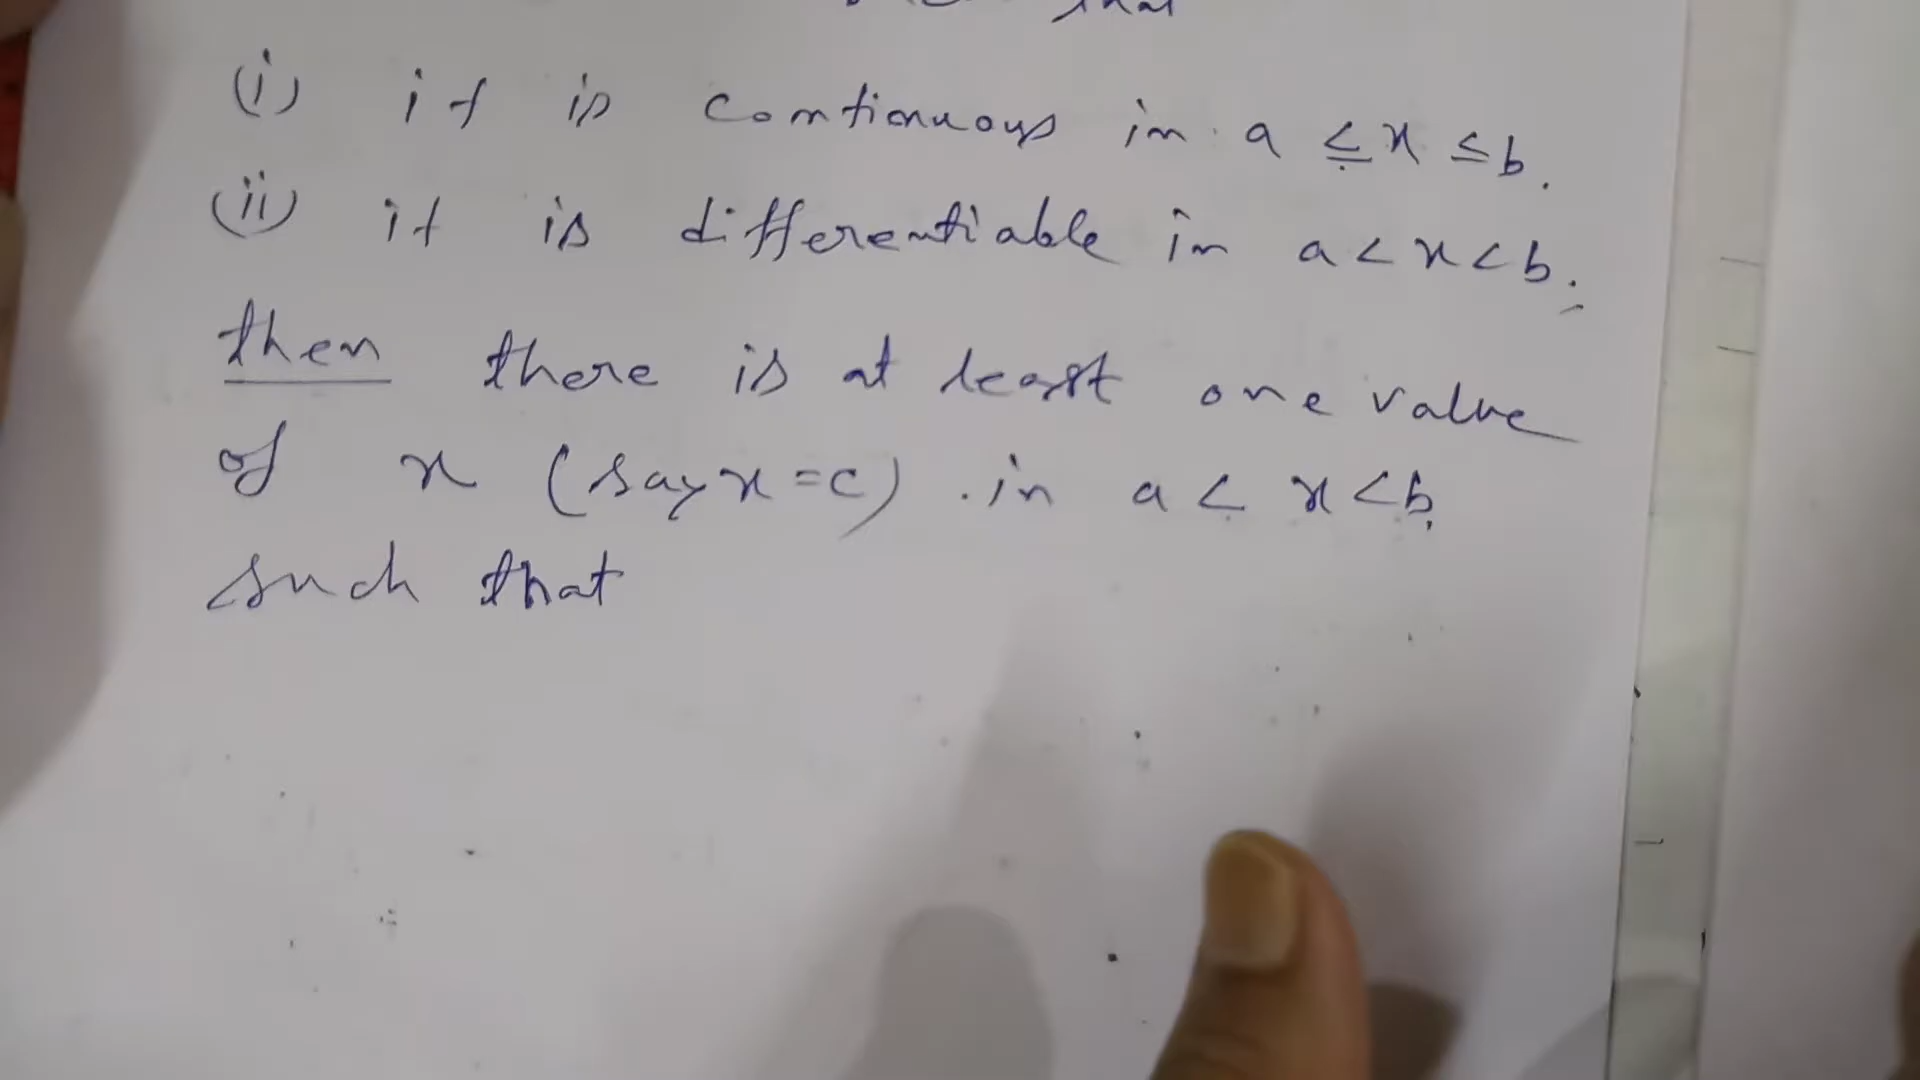 that
(i) it is continuous in a ≤ x ≤ b.
(ii) it is differentiable in a < x < b.
then there is at least one value
of x (say x = c) in a < x < b.
such that